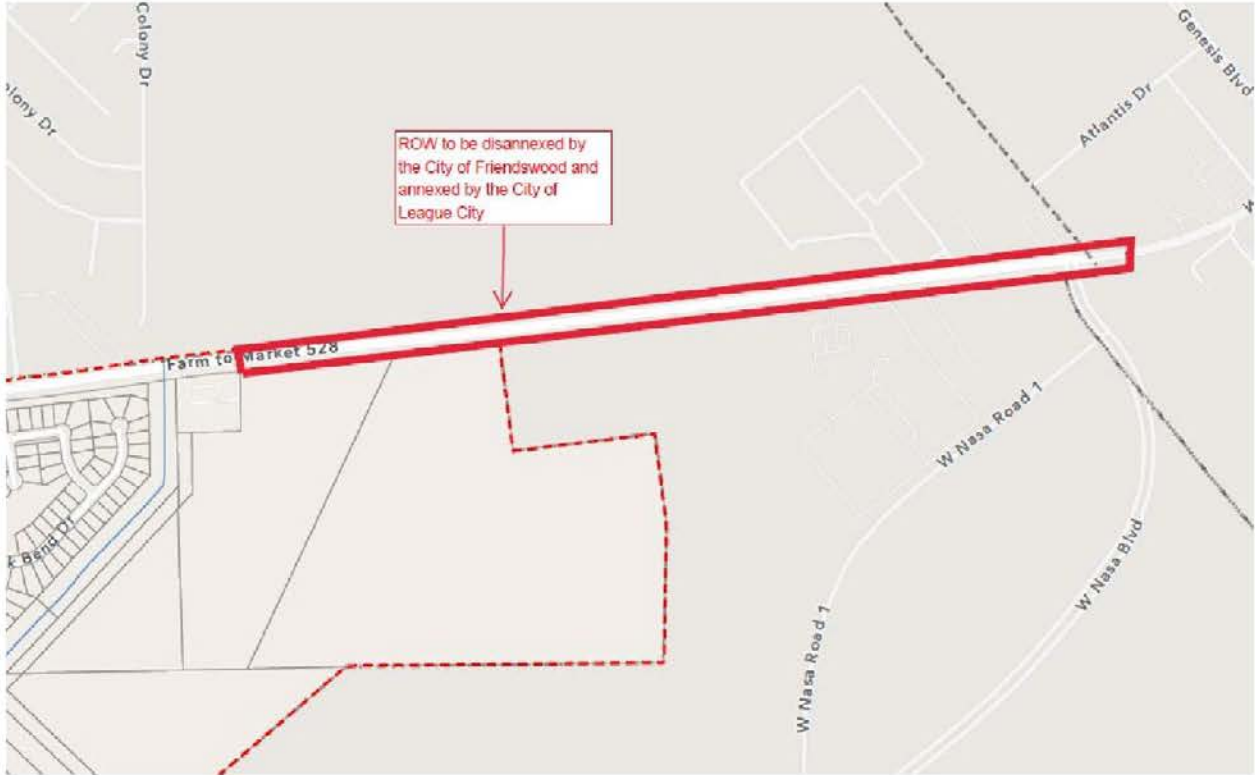 Colony Dr
olony Dr
Genesis Blvd
Atlantis Dr
ROW to be disannexed by
the City of Friendswood and
annexed by the City of
League City
W
Farm to Market 528
W Nasa Road 1
k Bend Dr
W Nasa Blvd
W Nasa Road 1